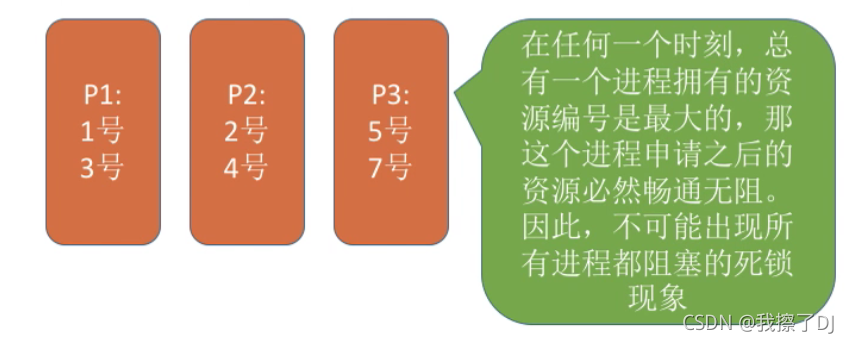 P1:
1号
3号
P2:
2号
4号
P3:
5号
7号
在任何一个时刻，总
有一个进程拥有的资
源编号是最大的，那
这个进程申请之后的
资源必然畅通无阻。
因此，不可能出现所
有进程都阻塞的死锁
现象
CSDN @我擦了DJ